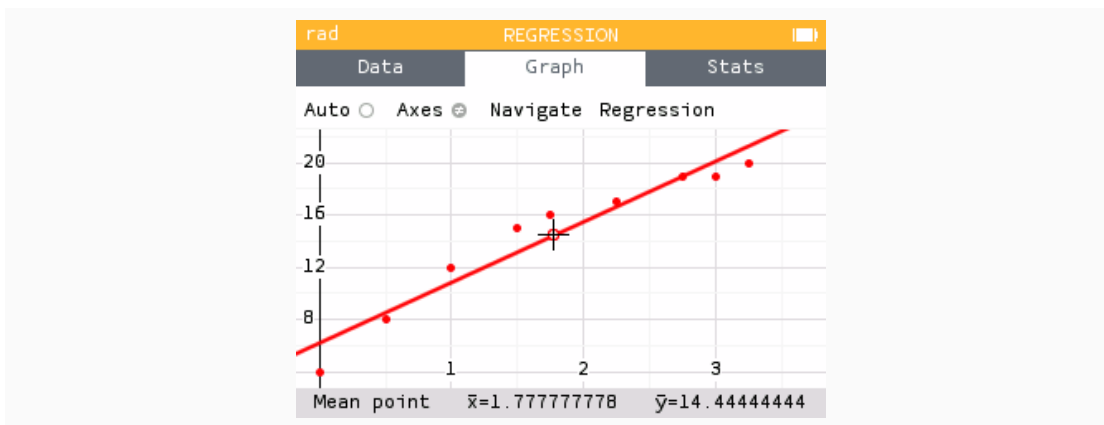 rad REGRESSION
Data Graph Stats
Auto Axes Navigate Regression
20
16
12
8
1 2 3
Mean point x̅=1.777777778 y̅=14.44444444